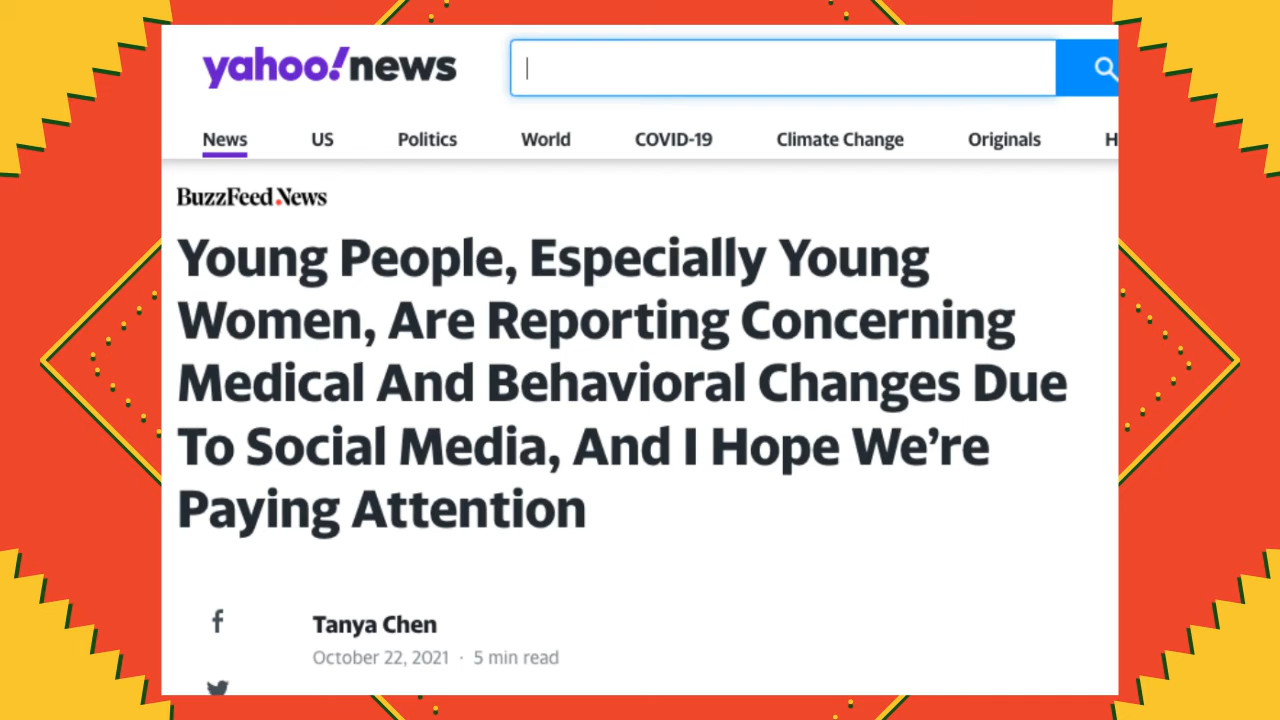 yahoo!news
News US Politics World COVID-19 Climate Change Originals H
BuzzFeed News
Young People, Especially Young
Women, Are Reporting Concerning
Medical And Behavioral Changes Due
To Social Media, And I Hope We’re
Paying Attention
Tanya Chen
October 22, 2021 · 5 min read